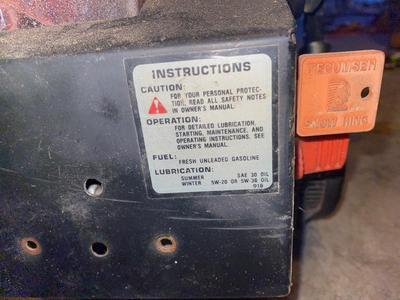 INSTRUCTIONS
CAUTION:
FOR YOUR PERSONAL PROTEC-
TION, READ ALL SAFETY NOTES
IN OWNER'S MANUAL.
OPERATION:
FOR DETAILED LUBRICATION,
STARTING, MAINTENANCE, AND
OPERATING INSTRUCTIONS. SEE
OWNER'S MANUAL.
FUEL:
FRESH UNLEADED GASOLINE
LUBRICATION:
SUMMER SAE 30 OIL
WINTER 5W-20 OR 5W-30 OIL
918
TECUMSEH
SNOW KING